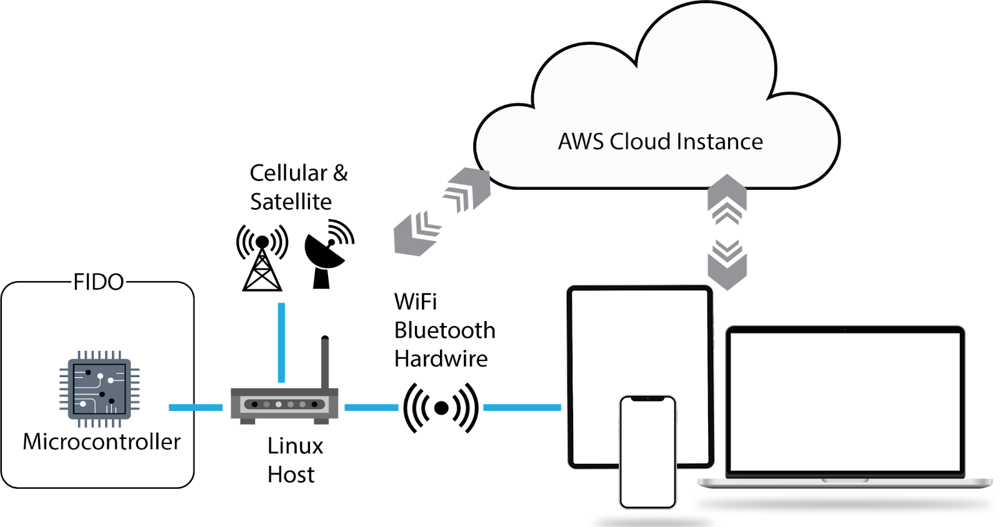 AWS Cloud Instance
Cellular &
Satellite
FIDO
WiFi
Bluetooth
Hardwire
Microcontroller
Linux
Host